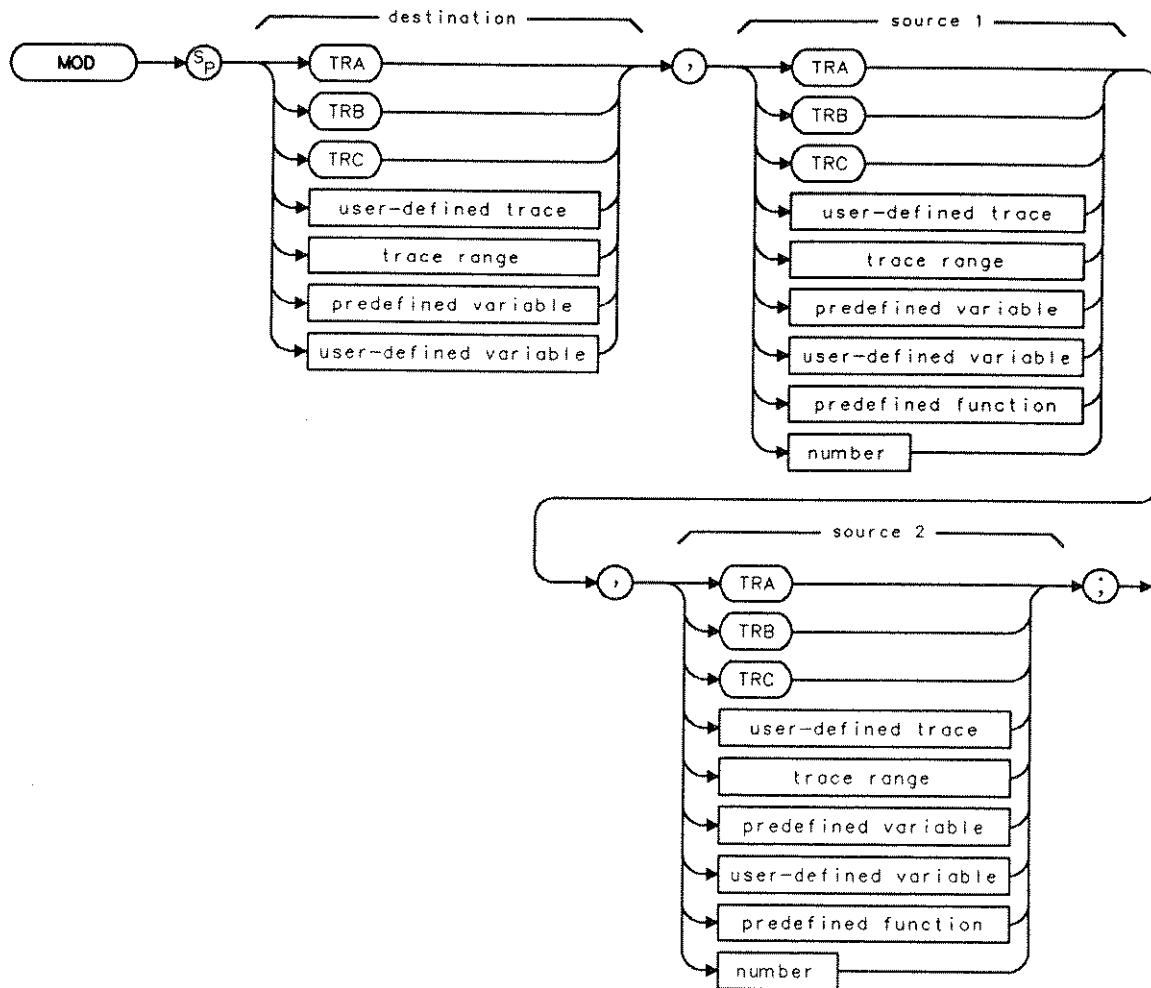 destination
source 1
MOD
Sp
TRA
,
TRA
TRB
TRB
TRC
TRC
user-defined trace
user-defined trace
trace range
trace range
predefined variable
predefined variable
user-defined variable
user-defined variable
predefined function
number
source 2
,
TRA
;
TRB
TRC
user-defined trace
trace range
predefined variable
user-defined variable
predefined function
number